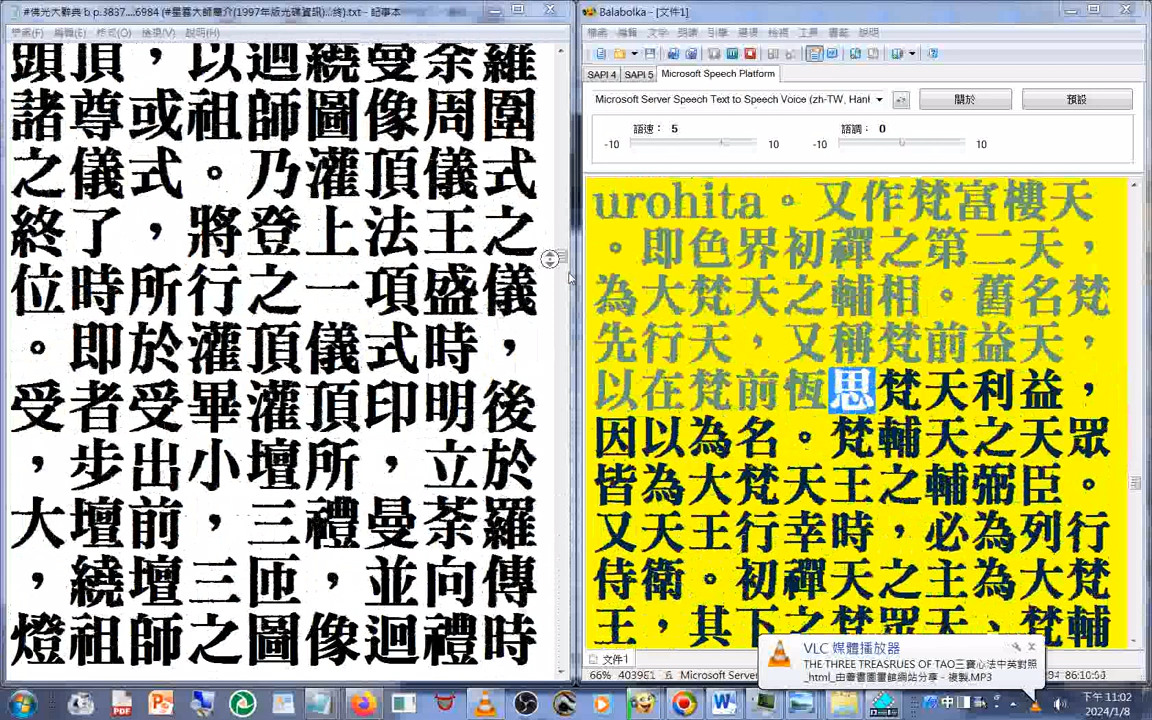 #佛光大辭典 b p.3837....6984 (#星雲大師簡介(1997年版光碟資訊)...終}.txt - 記事本
檔案(F) 編輯(E) 格式(O) 檢視(V) 說明(H)
頭頂，以迴繞曼荼羅
諸尊或祖師圖像周圍
之儀式。乃灌頂儀式
終了，將登上法王之
位時所行之一項盛儀
。即於灌頂儀式時，
受者受畢灌頂印明後
，步出小壇所，立於
大壇前，三禮曼荼羅
，繞壇三匝，並向傳
燈祖師之圖像迴禮時
Balabolka - [文件1]
檔案 編輯 文字 朗讀 引擎 選項 檢視 工具 書籤 說明
SAPI 4 SAPI 5 Microsoft Speech Platform
Microsoft Server Speech Text to Speech Voice (zh-TW, Han
關於 預設
語速： 5 語調： 0
-10 10 -10 10
urohita。又作梵富樓天
。即色界初禪之第二天，
為大梵天之輔相。舊名梵
先行天，又稱梵前益天，
以在梵前恆思梵天利益，
因以為名。梵輔天之天眾
皆為大梵天王之輔弼臣。
又天王行幸時，必為列行
侍衛。初禪天之主為大梵
王，其下之梵眾天、梵輔
文件1
66% Microsoft Server
86:10:
VLC 媒體播放器
THE THREE TREASRUES OF TAO三寶心法中英對照
_html_由善書圖書館網站分享 - 複製.MP3
中
下午 11:02
2024/1/8